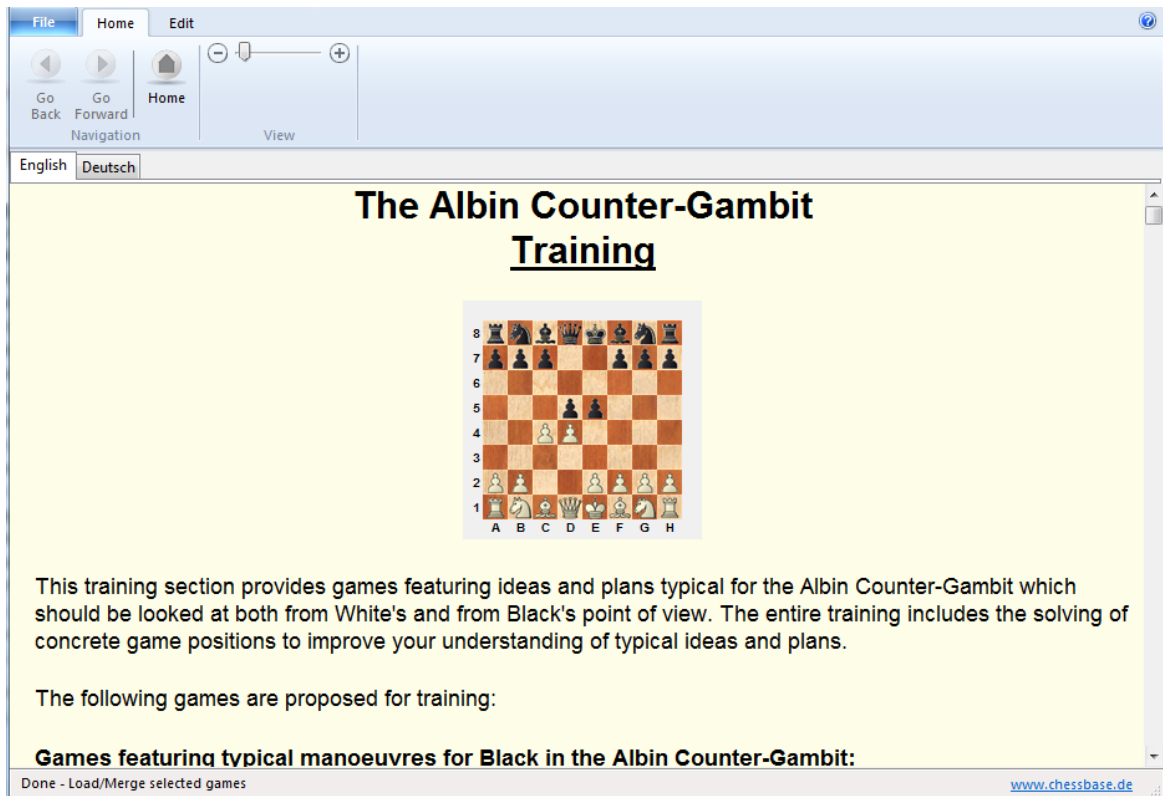 File Home Edit
Go Back
Go Forward
Home
Navigation
View
English Deutsch
The Albin Counter-Gambit
Training
8
7
6
5
4
3
2
1
A B C D E F G H
This training section provides games featuring ideas and plans typical for the Albin Counter-Gambit which
should be looked at both from White's and from Black's point of view. The entire training includes the solving of
concrete game positions to improve your understanding of typical ideas and plans.
The following games are proposed for training:
Games featuring typical manoeuvres for Black in the Albin Counter-Gambit:
Done - Load/Merge selected games
www.chessbase.de